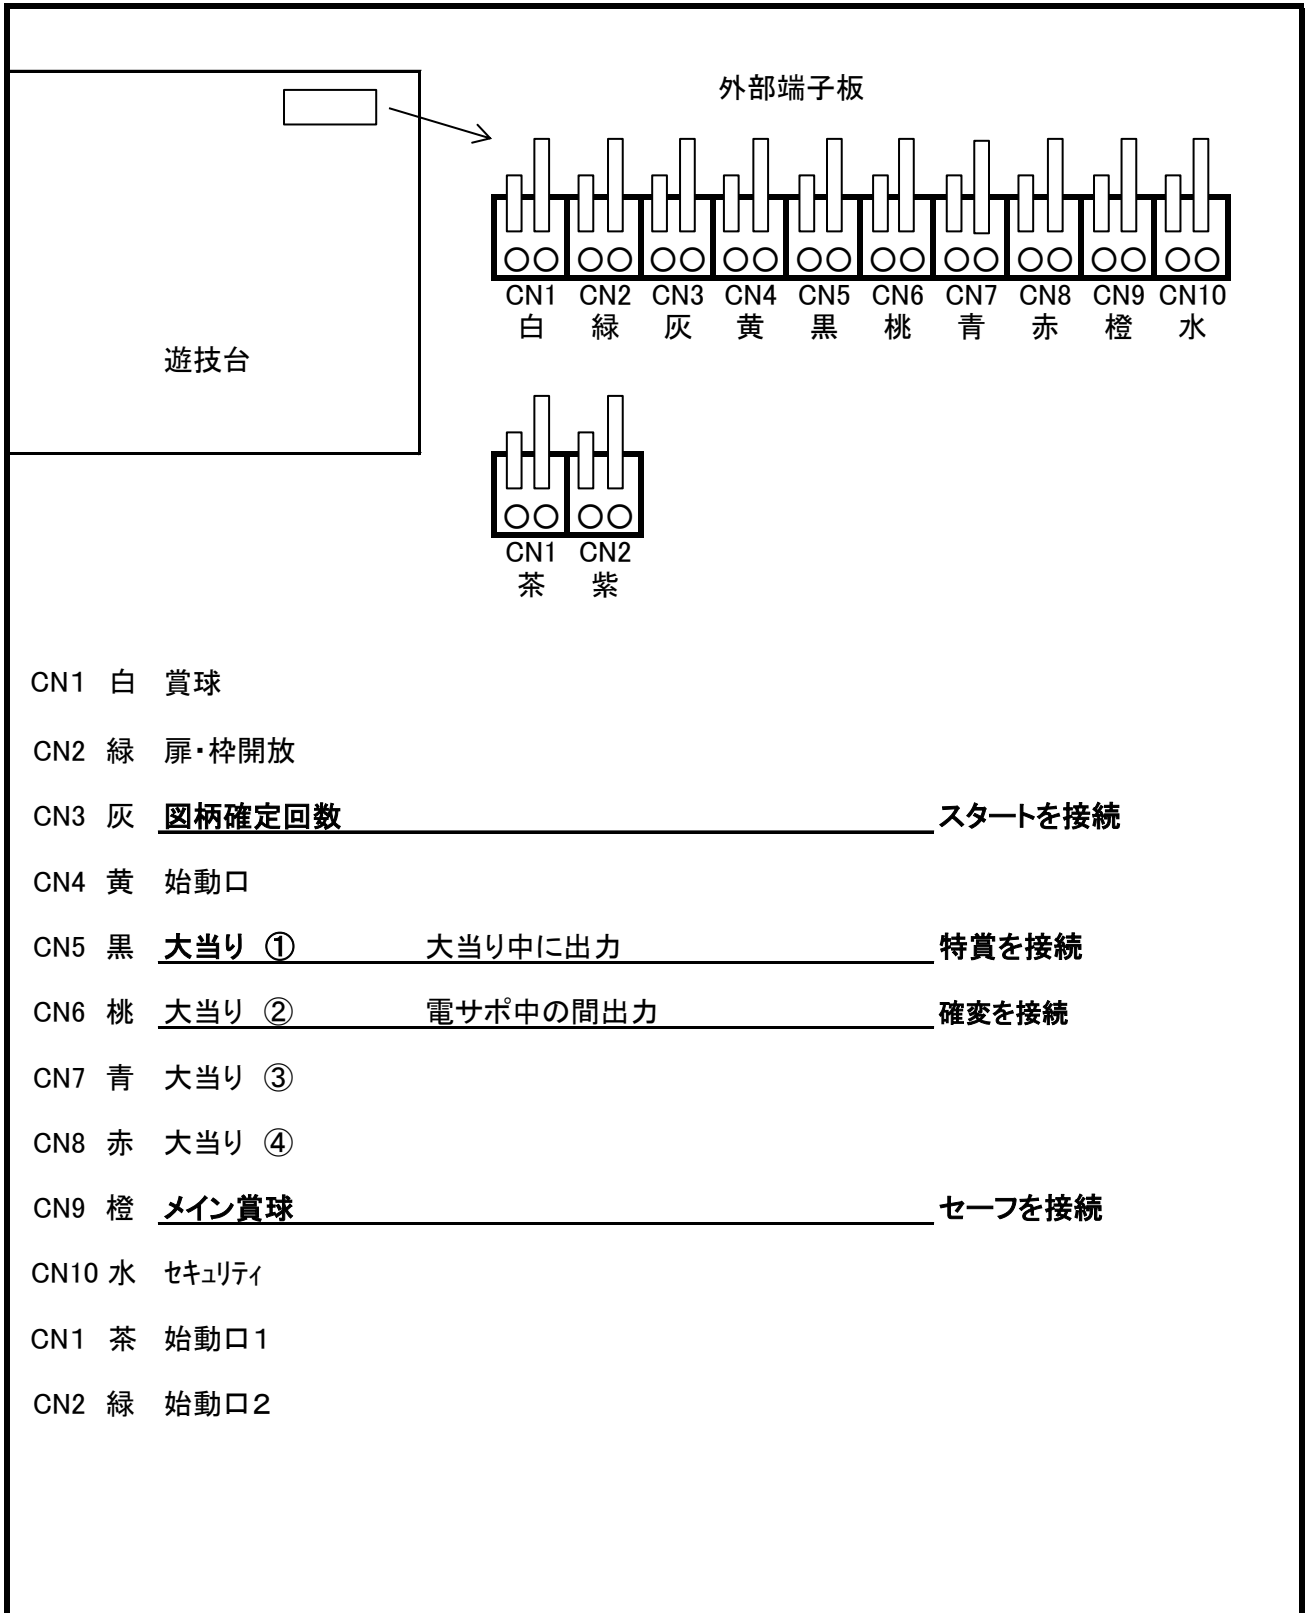 外部端子板
CN1 CN2 CN3 CN4 CN5 CN6 CN7 CN8 CN9 CN10
白 緑 灰 黄 黒 桃 青 赤 橙 水
遊技台
CN1 CN2
茶 紫
CN1 白 賞球
CN2 緑 扉・枠開放
CN3 灰 図柄確定回数 スタートを接続
CN4 黄 始動口
CN5 黒 大当り ① 大当り中に出力 特賞を接続
CN6 桃 大当り ② 電サポ中の間出力 確変を接続
CN7 青 大当り ③
CN8 赤 大当り ④
CN9 橙 メイン賞球 セーフを接続
CN10 水 セキュリティ
CN1 茶 始動口1
CN2 緑 始動口2